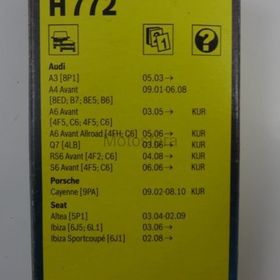 H 772
Audi
A3 [8P1] 05.03→
A4 Avant 09.01-06.08
[8ED; B7; 8E5; B6]
A6 Avant 03.05→ KUR
[4F5, C6; 4F5; C6]
A6 Avant Allroad [4FH; C6] 05.06→ KUR
Q7 [4LB] 03.06→ KUR
RS6 Avant [4F2; C6] 04.08→ KUR
S6 Avant [4F5; C6] 06.06→ KUR
Porsche
Cayenne [9PA] 09.02-08.10 KUR
Seat
Altea [5P1] 03.04-02.09
Ibiza [6J5; 6L1] 03.06→
Ibiza Sportcoupé [6J1] 02.08→